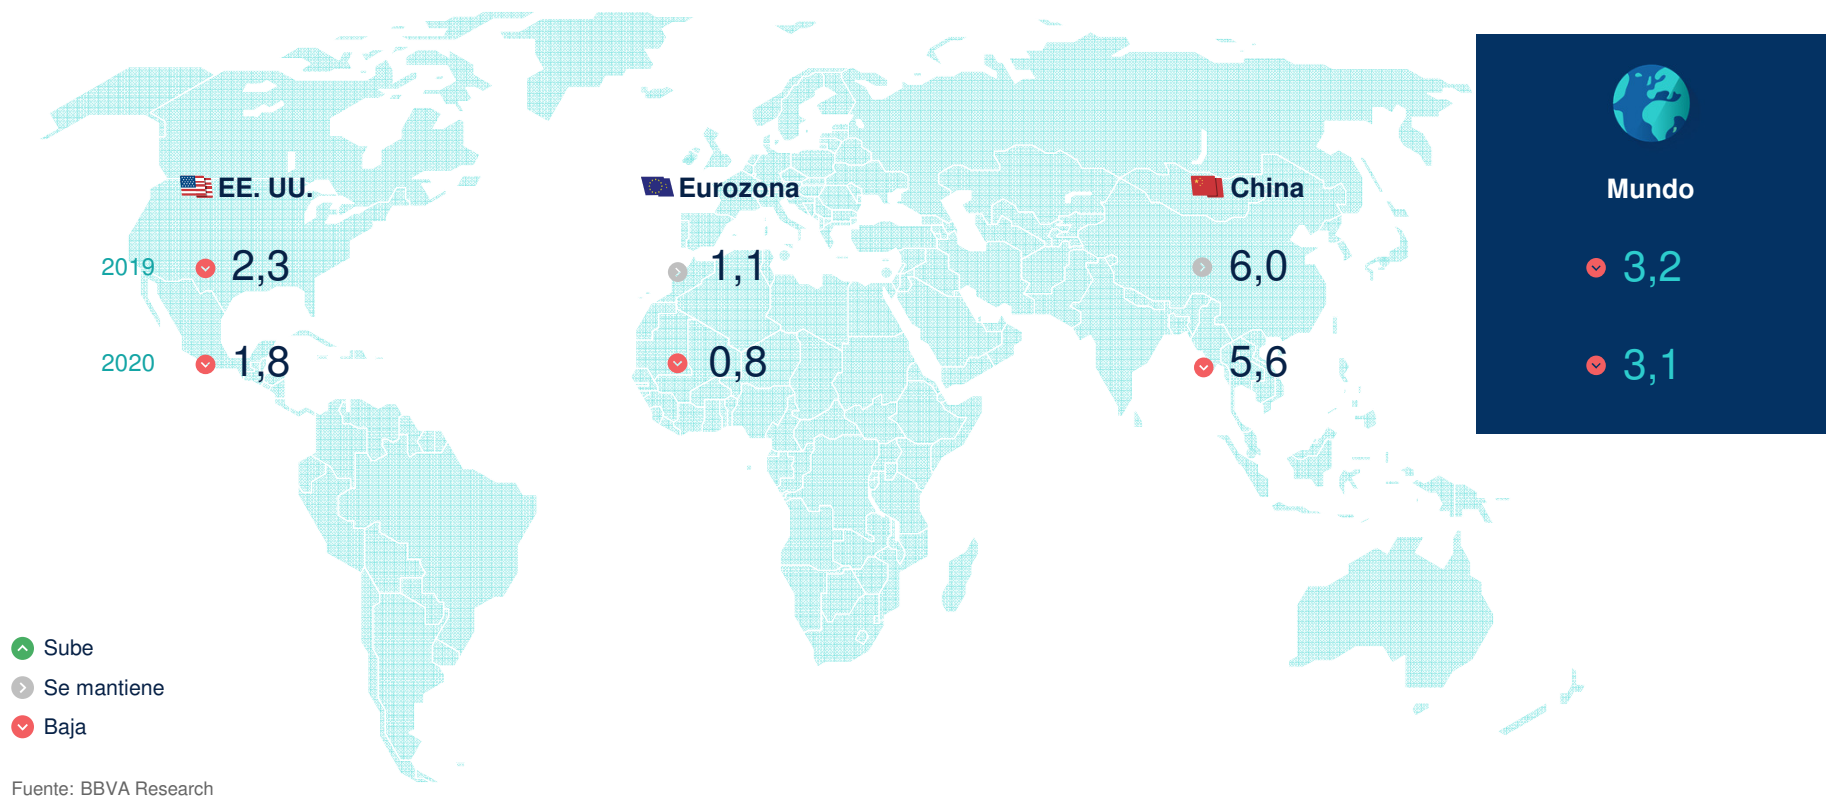 EE. UU.
Eurozona
China
Mundo
2019
2,3
1,1
6,0
3,2
2020
1,8
0,8
5,6
3,1
Sube
Se mantiene
Baja
Fuente: BBVA Research